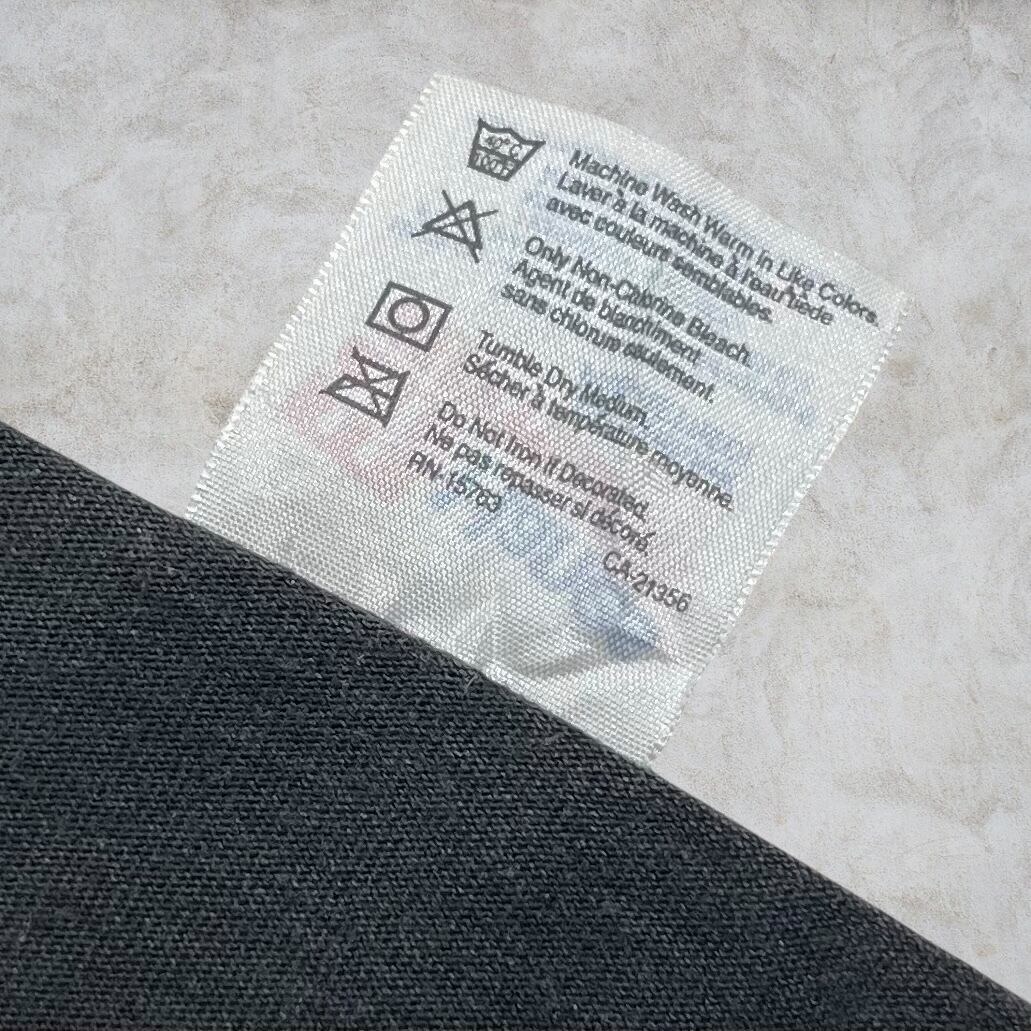 40°C
100°F
Machine Wash Warm in Like Colors.
Laver à la machine à l'eau tiède
avec couleurs semblables.
Only Non-Chlorine Bleach.
Agent de blanchiment
sans chlorure seulement.
Tumble Dry Medium.
Sécher à température moyenne.
Do Not Iron if Decorated.
Ne pas repasser si décoré.
RN-15763
CA-21356